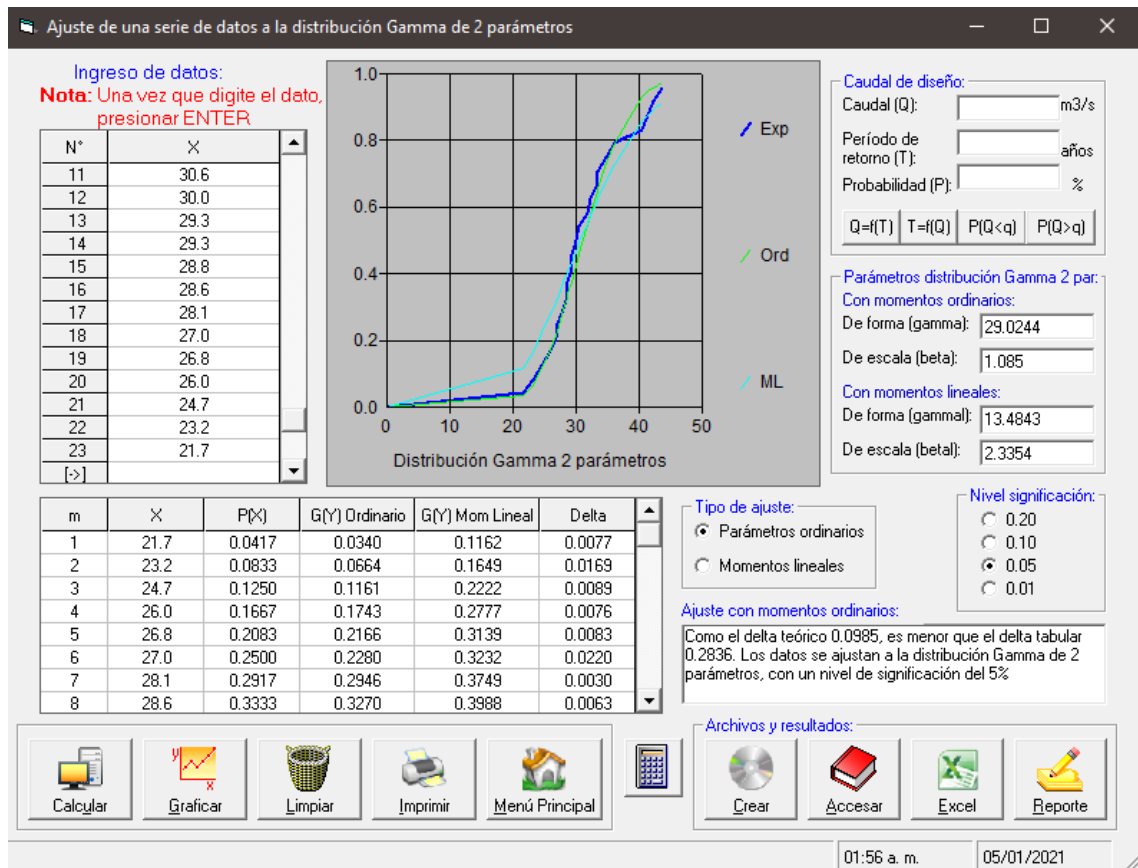 Ajuste de una serie de datos a la distribución Gamma de 2 parámetros
Ingreso de datos:
Nota: Una vez que digite el dato,
presionar ENTER
N° X
11 30.6
12 30.0
13 29.3
14 29.3
15 28.8
16 28.6
17 28.1
18 27.0
19 26.8
20 26.0
21 24.7
22 23.2
23 21.7
[->]
1.0
0.8
0.6
0.4
0.2
0.0
0 10 20 30 40 50
Distribución Gamma 2 parámetros
Exp
Ord
ML
Caudal de diseño:
Caudal (Q): m3/s
Período de
retorno (T): años
Probabilidad (P): %
Q=f(T) T=f(Q) P(Q<q) P(Q>q)
Parámetros distribución Gamma 2 par:
Con momentos ordinarios:
De forma (gamma): 29.0244
De escala (beta): 1.085
Con momentos lineales:
De forma (gammal): 13.4843
De escala (betal): 2.3354
m X P(X) G(Y) Ordinario G(Y) Mom Lineal Delta
1 21.7 0.0417 0.0340 0.1162 0.0077
2 23.2 0.0833 0.0664 0.1649 0.0169
3 24.7 0.1250 0.1161 0.2222 0.0089
4 26.0 0.1667 0.1743 0.2777 0.0076
5 26.8 0.2083 0.2166 0.3139 0.0083
6 27.0 0.2500 0.2280 0.3232 0.0220
7 28.1 0.2917 0.2946 0.3749 0.0030
8 28.6 0.3333 0.3270 0.3988 0.0063
Tipo de ajuste:
Parámetros ordinarios
Momentos lineales
Nivel significación:
0.20
0.10
0.05
0.01
Ajuste con momentos ordinarios:
Como el delta teórico 0.0985, es menor que el delta tabular
0.2836. Los datos se ajustan a la distribución Gamma de 2
parámetros, con un nivel de significación del 5%
Calcular Graficar Limpiar Imprimir Menú Principal
y
x
Archivos y resultados:
Crear Accesar Excel Reporte
01:56 a. m. 05/01/2021